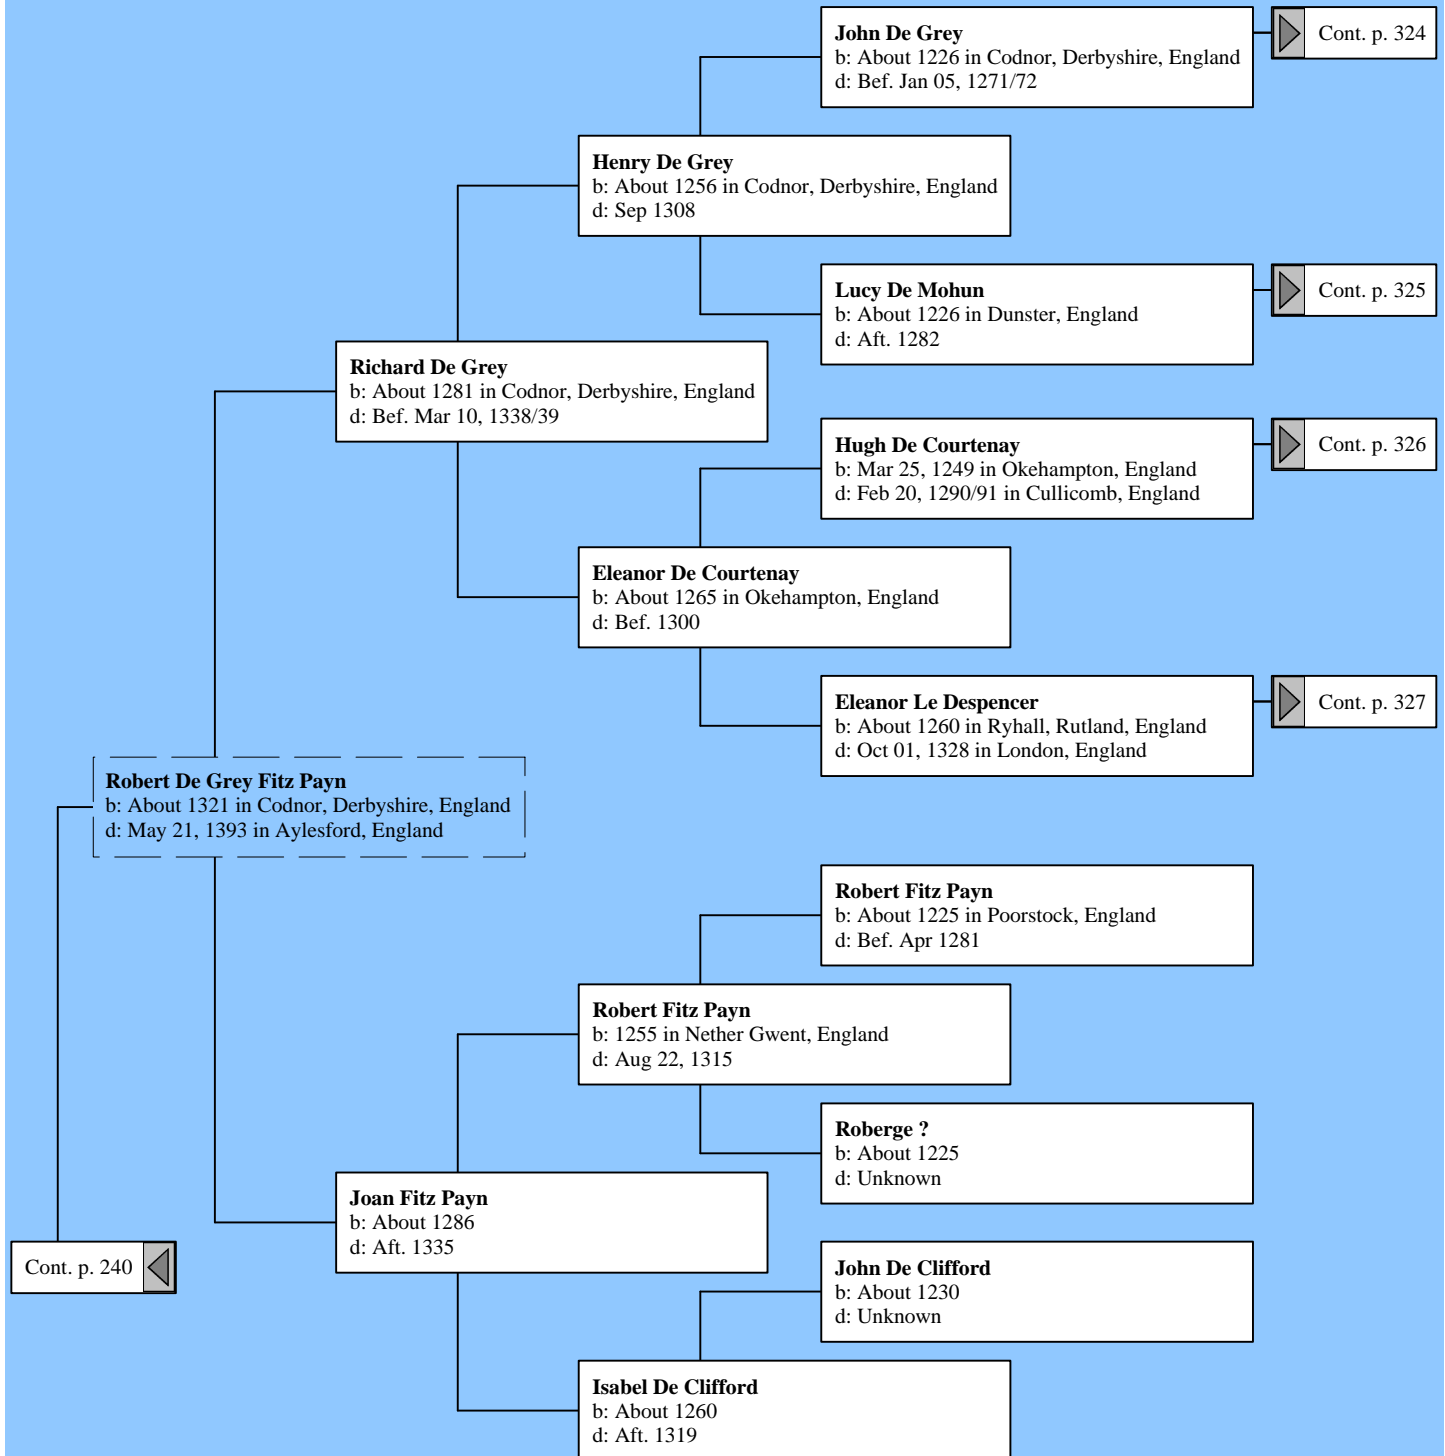 John De Grey
b: About 1226 in Codnor, Derbyshire, England
d: Bef. Jan 05, 1271/72
Cont. p. 324
Henry De Grey
b: About 1256 in Codnor, Derbyshire, England
d: Sep 1308
Lucy De Mohun
b: About 1226 in Dunster, England
d: Aft. 1282
Cont. p. 325
Richard De Grey
b: About 1281 in Codnor, Derbyshire, England
d: Bef. Mar 10, 1338/39
Hugh De Courtenay
b: Mar 25, 1249 in Okehampton, England
d: Feb 20, 1290/91 in Cullicomb, England
Cont. p. 326
Eleanor De Courtenay
b: About 1265 in Okehampton, England
d: Bef. 1300
Eleanor Le Despencer
b: About 1260 in Ryhall, Rutland, England
d: Oct 01, 1328 in London, England
Cont. p. 327
Robert De Grey Fitz Payn
b: About 1321 in Codnor, Derbyshire, England
d: May 21, 1393 in Aylesford, England
Robert Fitz Payn
b: About 1225 in Poorstock, England
d: Bef. Apr 1281
Robert Fitz Payn
b: 1255 in Nether Gwent, England
d: Aug 22, 1315
Roberge ?
b: About 1225
d: Unknown
Joan Fitz Payn
b: About 1286
d: Aft. 1335
Cont. p. 240
John De Clifford
b: About 1230
d: Unknown
Isabel De Clifford
b: About 1260
d: Aft. 1319